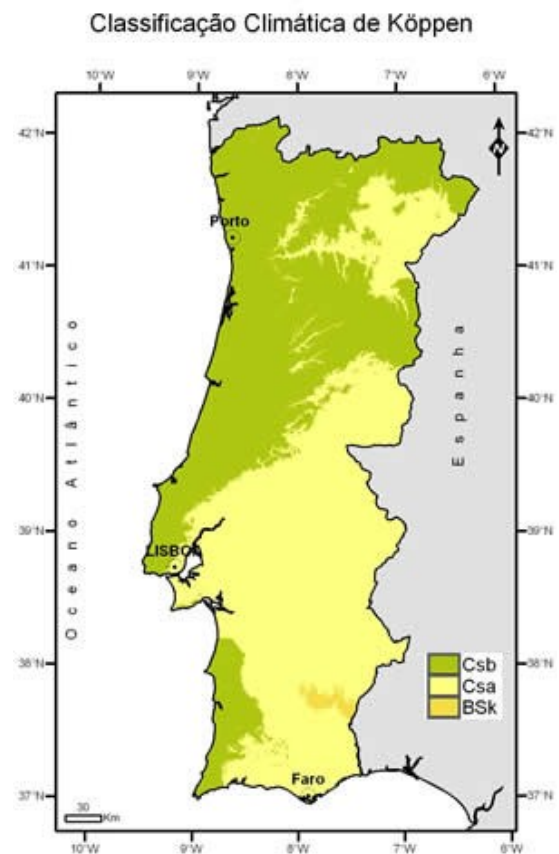 Classificação Climática de Köppen
10°W 9°W 8°W 7°W 6°W
42°N 42°N
N
Porto
41°N 41°N
Oceano Atlântico
Espanha
40°N 40°N
39°N 39°N
LISBOA
38°N 38°N
Csb
Csa
BSk
Faro
37°N 37°N
30
Km
10°W 9°W 8°W 7°W 6°W